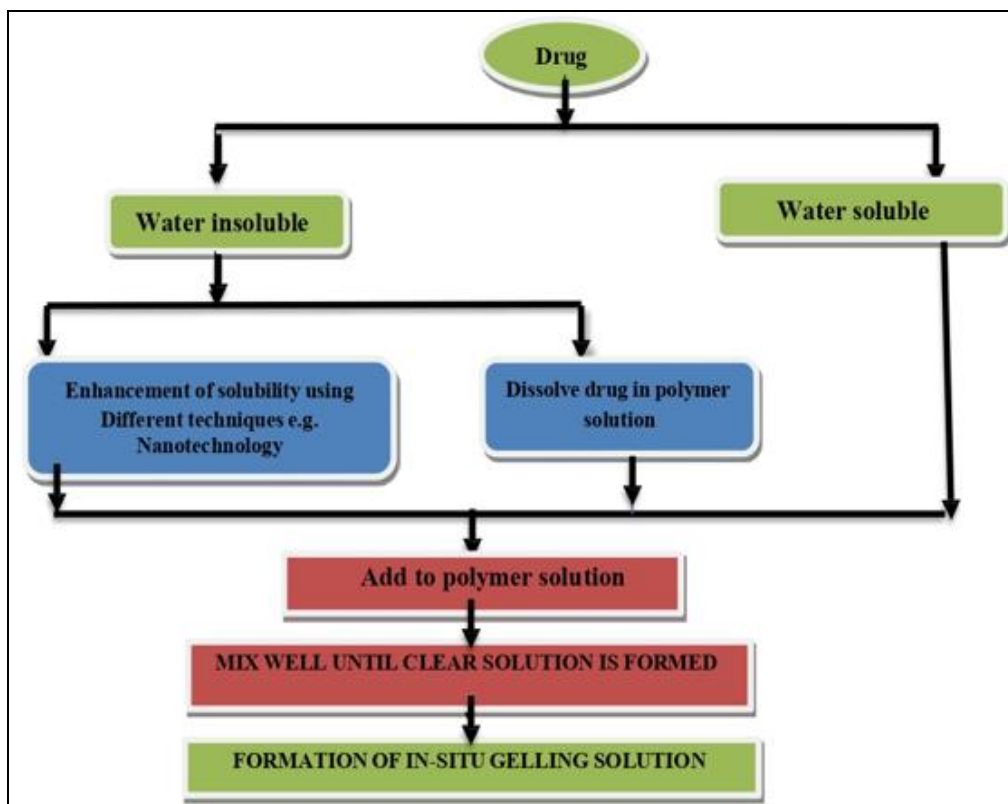 Drug
Water insoluble
Water soluble
Enhancement of solubility using
Different techniques e.g.
Nanotechnology
Dissolve drug in polymer
solution
Add to polymer solution
MIX WELL UNTIL CLEAR SOLUTION IS FORMED
FORMATION OF IN-SITU GELLING SOLUTION